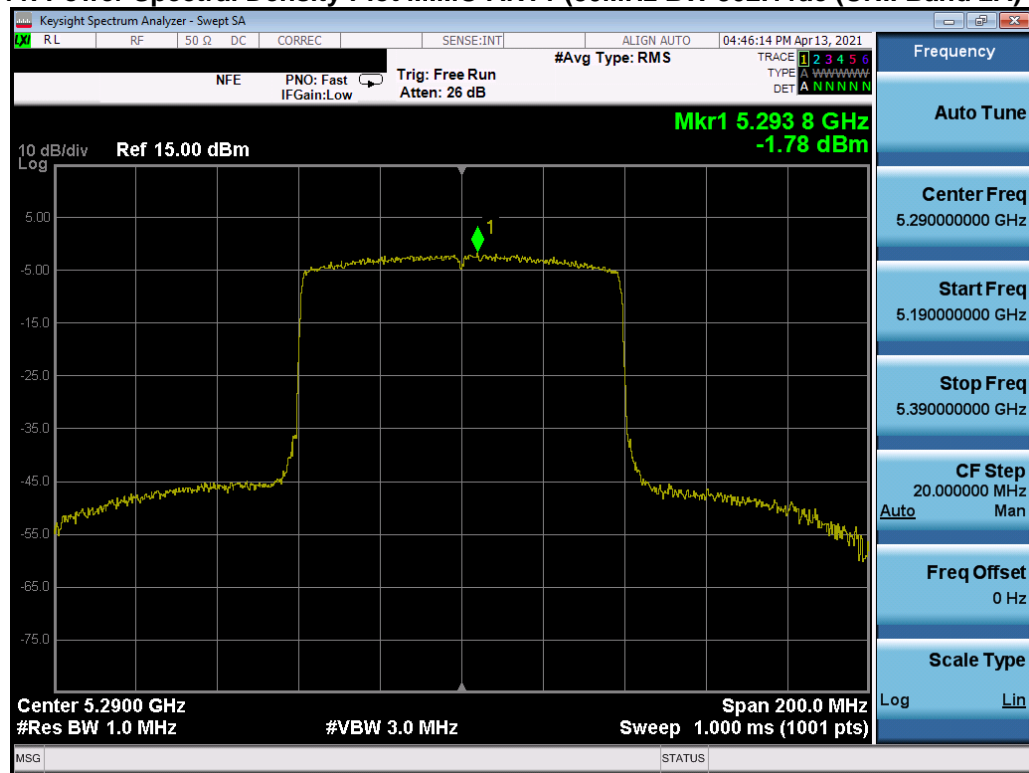 Keysight Spectrum Analyzer - Swept SA
LXI RL RF 50 Ω DC CORREC SENSE:INT ALIGN AUTO 04:46:14 PM Apr 13, 2021
NFE PNO: Fast IFGain:Low Trig: Free Run Atten: 26 dB #Avg Type: RMS
TRACE 1 2 3 4 5 6
TYPE A WWWWW
DET A N N N N N
Mkr1 5.293 8 GHz
-1.78 dBm
10 dB/div Ref 15.00 dBm
Log
1
5.00
-5.00
-15.0
-25.0
-35.0
-45.0
-55.0
-65.0
-75.0
Center 5.2900 GHz Span 200.0 MHz
#Res BW 1.0 MHz #VBW 3.0 MHz Sweep 1.000 ms (1001 pts)
MSG STATUS
Frequency
Auto Tune
Center Freq
5.290000000 GHz
Start Freq
5.190000000 GHz
Stop Freq
5.390000000 GHz
CF Step
20.000000 MHz
Auto Man
Freq Offset
0 Hz
Scale Type
Log Lin